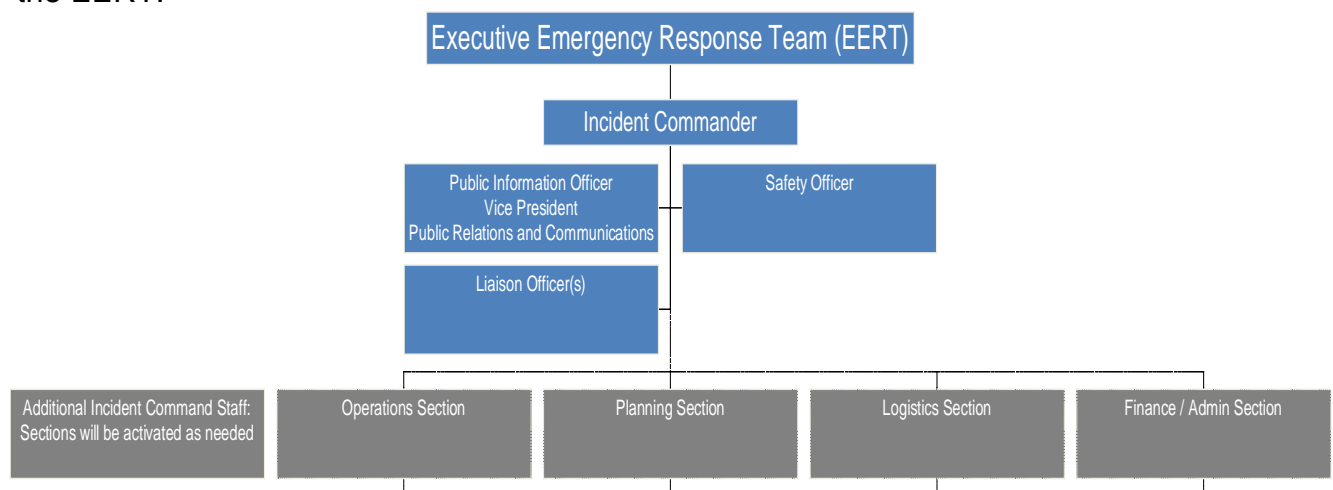 the EERT.
Executive Emergency Response Team (EERT)
Incident Commander
Public Information Officer
Vice President
Public Relations and Communications
Safety Officer
Liaison Officer(s)
Additional Incident Command Staff:
Sections will be activated as needed
Operations Section
Planning Section
Logistics Section
Finance / Admin Section